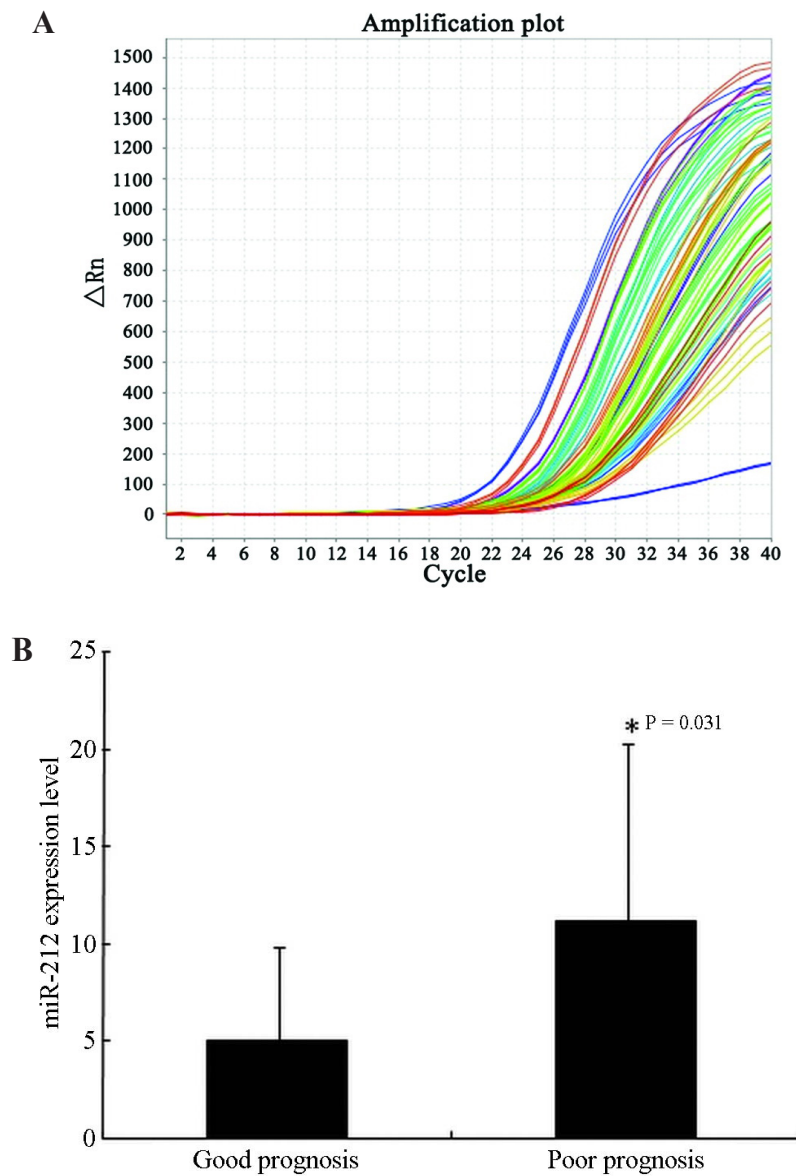 A
Amplification plot
1500
1400
1300
1200
1100
1000
900
800
700
600
500
400
300
200
100
0
△Rn
2 4 6 8 10 12 14 16 18 20 22 24 26 28 30 32 34 36 38 40
Cycle
B
25
20
15
10
5
0
miR-212 expression level
* P = 0.031
Good prognosis Poor prognosis